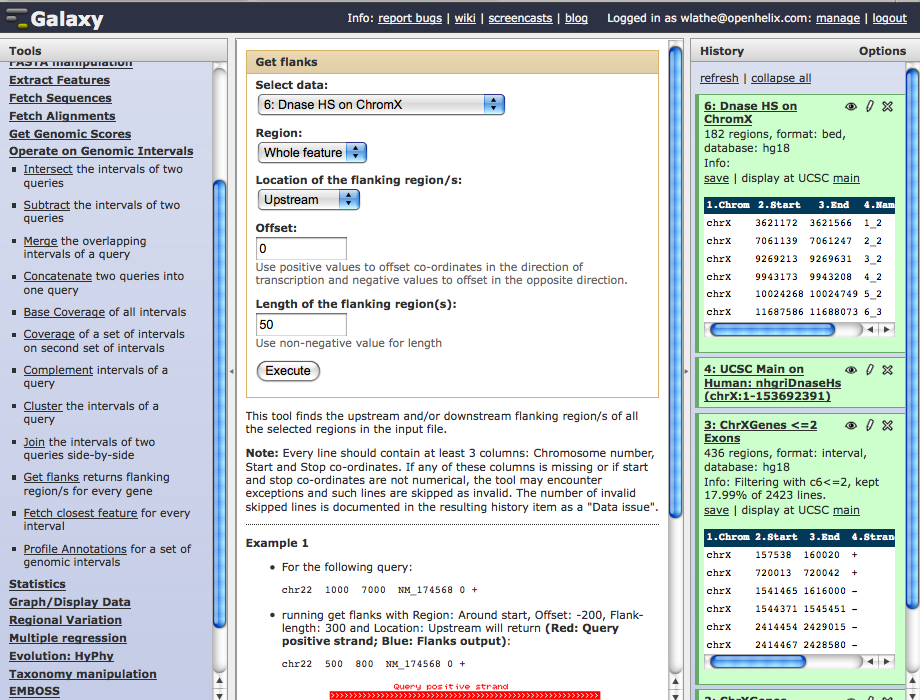 Galaxy
Info: report bugs | wiki | screencasts | blog
Logged in as wlathe@openhelix.com: manage | logout
Tools
FASTA manipulation
Extract Features
Fetch Sequences
Fetch Alignments
Get Genomic Scores
Operate on Genomic Intervals
Intersect the intervals of two
queries
Subtract the intervals of two
queries
Merge the overlapping
intervals of a query
Concatenate two queries into
one query
Base Coverage of all intervals
Coverage of a set of intervals
on second set of intervals
Complement intervals of a
query
Cluster the intervals of a
query
Join the intervals of two
queries side-by-side
Get flanks returns flanking
region/s for every gene
Fetch closest feature for every
interval
Profile Annotations for a set of
genomic intervals
Statistics
Graph/Display Data
Regional Variation
Multiple regression
Evolution: HyPhy
Taxonomy manipulation
EMBOSS
Get flanks
Select data:
6: Dnase HS on ChromX
Region:
Whole feature
Location of the flanking region/s:
Upstream
Offset:
0
Use positive values to offset co-ordinates in the direction of
transcription and negative values to offset in the opposite direction.
Length of the flanking region(s):
50
Use non-negative value for length
Execute
This tool finds the upstream and/or downstream flanking region/s of all
the selected regions in the input file.
Note: Every line should contain at least 3 columns: Chromosome number,
Start and Stop co-ordinates. If any of these columns is missing or if start
and stop co-ordinates are not numerical, the tool may encounter
exceptions and such lines are skipped as invalid. The number of invalid
skipped lines is documented in the resulting history item as a "Data issue".
Example 1
• For the following query:
chr22 1000 7000 NM_174568 0 +
• running get flanks with Region: Around start, Offset: -200, Flank-
length: 300 and Location: Upstream will return (Red: Query
positive strand; Blue: Flanks output):
chr22 500 800 NM_174568 0 +
Query positive strand
History
Options
refresh | collapse all
6: Dnase HS on
ChromX
182 regions, format: bed,
database: hg18
Info:
save | display at UCSC main
1.Chrom 2.Start 3.End 4.Nam
chrX 3621172 3621566 1_2
chrX 7061139 7061247 2_2
chrX 9269213 9269631 3_2
chrX 9943173 9943208 4_2
chrX 10024268 10024749 5_2
chrX 11687586 11688073 6_3
4: UCSC Main on
Human: nhgriDnaseHs
(chrX:1-153692391)
3: ChrXGenes <=2
Exons
436 regions, format: interval,
database: hg18
Info: Filtering with c6<=2, kept
17.99% of 2423 lines.
save | display at UCSC main
1.Chrom 2.Start 3.End 4.Stran
chrX 157538 160020 +
chrX 720013 720042 +
chrX 1541465 1616000 -
chrX 1544371 1545451 -
chrX 2414454 2429015 -
chrX 2414467 2428580 -
2: ChrXGenes